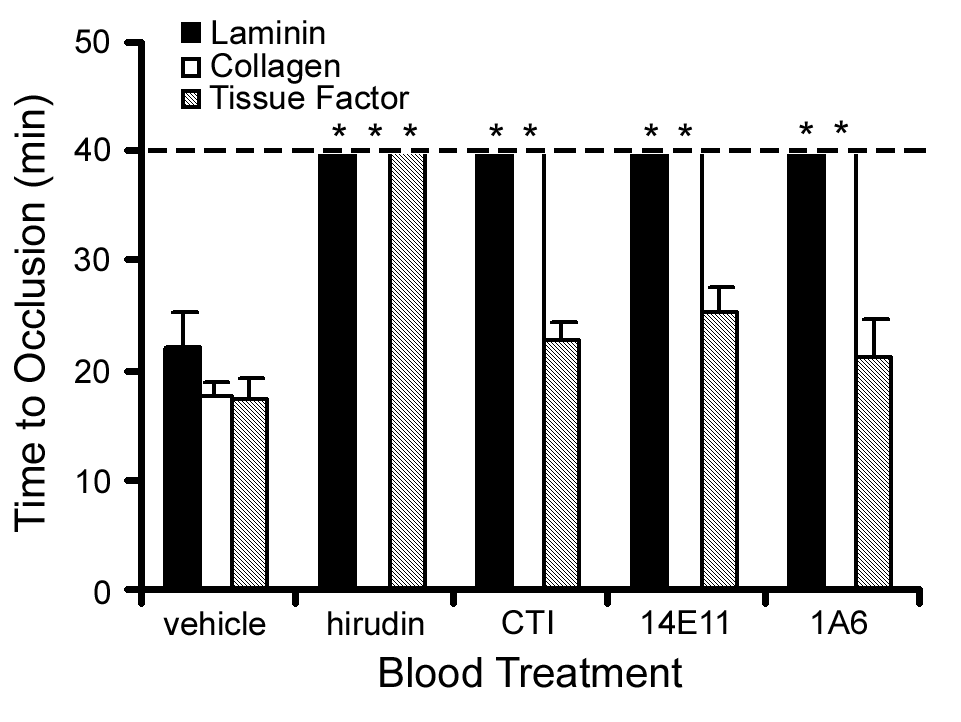 Laminin
Collagen
Tissue Factor
50
40
30
20
10
0
Time to Occlusion (min)
* * * * * * * * *
vehicle hirudin CTI 14E11 1A6
Blood Treatment